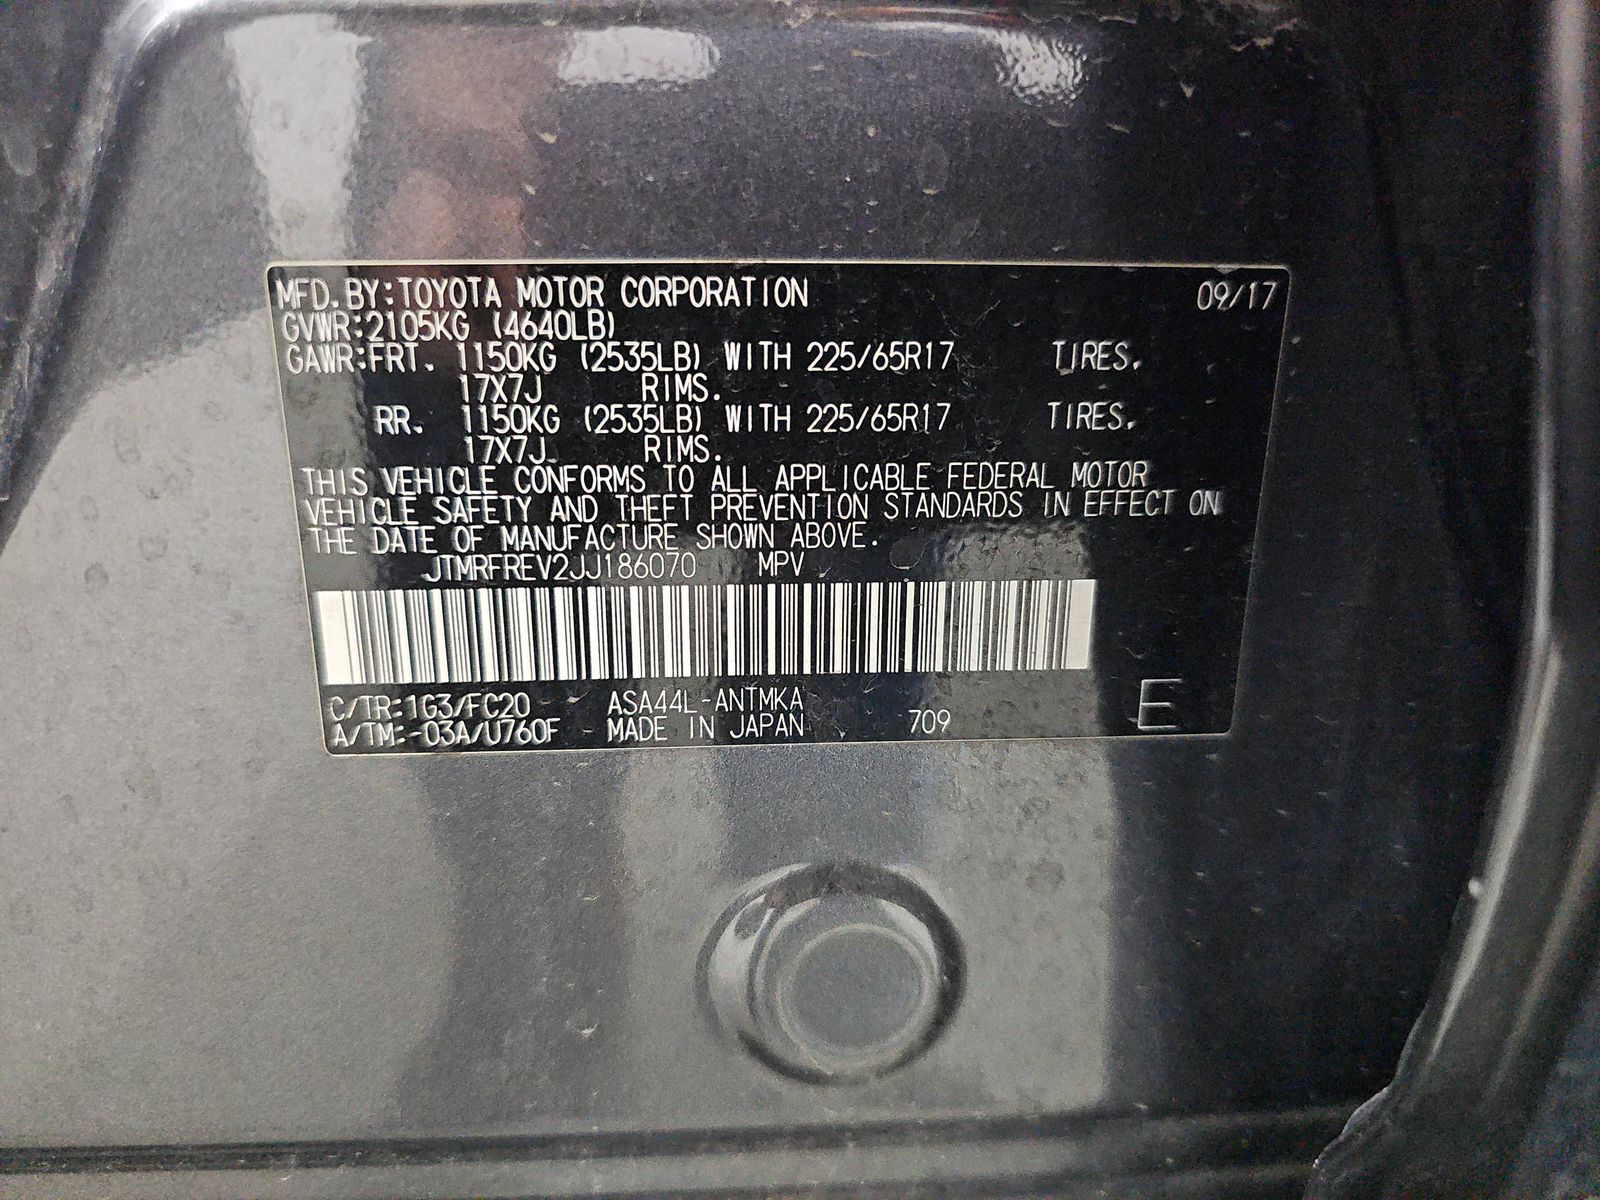 MFD.BY:TOYOTA MOTOR CORPORATION 09/17
GVWR:2105KG (4640LB)
GAWR:FRT. 1150KG (2535LB) WITH 225/65R17 TIRES.
17X7J RIMS.
RR. 1150KG (2535LB) WITH 225/65R17 TIRES.
17X7J RIMS.
THIS VEHICLE CONFORMS TO ALL APPLICABLE FEDERAL MOTOR
VEHICLE SAFETY AND THEFT PREVENTION STANDARDS IN EFFECT ON
THE DATE OF MANUFACTURE SHOWN ABOVE.
JTMRFREV2JJ186070 MPV
C/TR:1G3/FC20 ASA44L-ANTMKA
A/TM:-03A/U760F MADE IN JAPAN 709 E